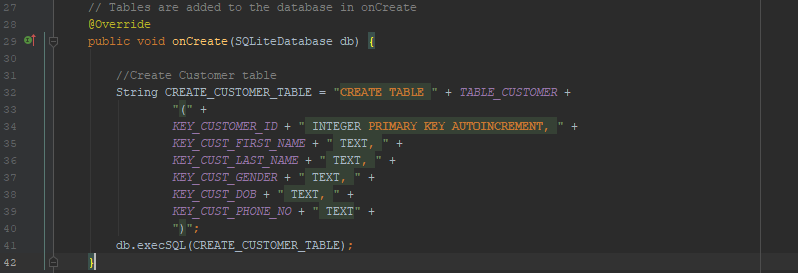 27 // Tables are added to the database in onCreate
28 @Override
29 public void onCreate(SQLiteDatabase db) {
30
31 //Create Customer table
32 String CREATE_CUSTOMER_TABLE = "CREATE TABLE " + TABLE_CUSTOMER +
33 "(" +
34 KEY_CUSTOMER_ID + " INTEGER PRIMARY KEY AUTOINCREMENT, " +
35 KEY_CUST_FIRST_NAME + " TEXT, " +
36 KEY_CUST_LAST_NAME + " TEXT, " +
37 KEY_CUST_GENDER + " TEXT, " +
38 KEY_CUST_DOB + " TEXT, " +
39 KEY_CUST_PHONE_NO + " TEXT" +
40 ")";
41 db.execSQL(CREATE_CUSTOMER_TABLE);
42 }